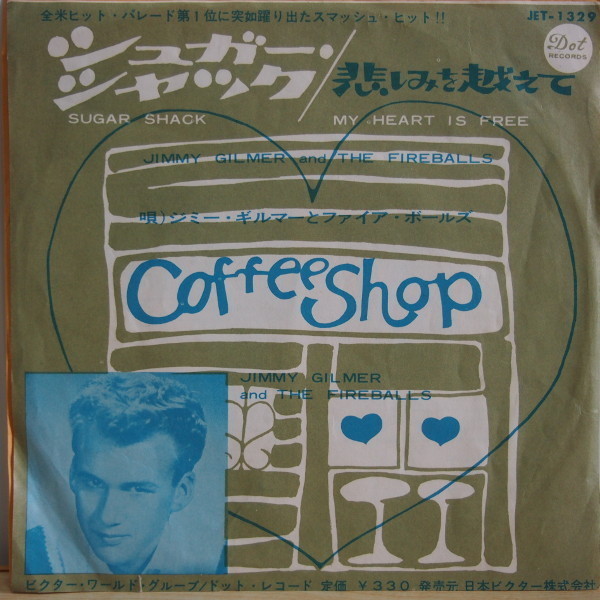 全米ヒット・パレード第1位に突如躍り出たスマッシュ・ヒット!!
JET-1329
Dot
RECORDS
シュガー・
シャック/悲しみを越えて
SUGAR SHACK
MY HEART IS FREE
JIMMY GILMER and THE FIREBALLS
唄)ジミー・ギルマーとファイア・ボールズ
Coffee Shop
JIMMY GILMER
and THE FIREBALLS
ビクター・ワールド・グループ/ドット・レコード 定価 ¥330 発売元 日本ビクター株式会社